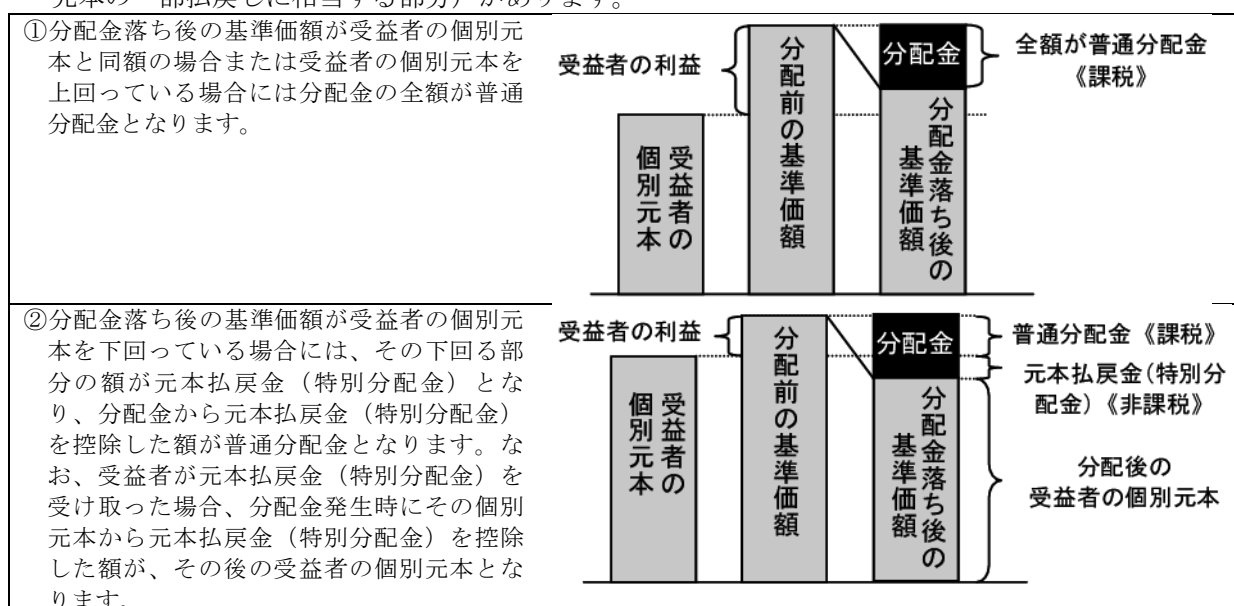 元本の一部払戻しに相当する部分）があります。
①分配金落ち後の基準価額が受益者の個別元
本と同額の場合または受益者の個別元本を
上回っている場合には分配金の全額が普通
分配金となります。
受益者の利益
受益者の
個別元本
分配前の基準価額
分配金
分配金落ち後の
基準価額
全額が普通分配金
《課税》
②分配金落ち後の基準価額が受益者の個別元
本を下回っている場合には、その下回る部
分の額が元本払戻金（特別分配金）とな
り、分配金から元本払戻金（特別分配金）
を控除した額が普通分配金となります。な
お、受益者が元本払戻金（特別分配金）を
受け取った場合、分配金発生時にその個別
元本から元本払戻金（特別分配金）を控除
した額が、その後の受益者の個別元本とな
ります。
受益者の利益
受益者の
個別元本
分配前の基準価額
分配金
分配金落ち後の
基準価額
普通分配金《課税》
元本払戻金(特別分
配金)《非課税》
分配後の
受益者の個別元本